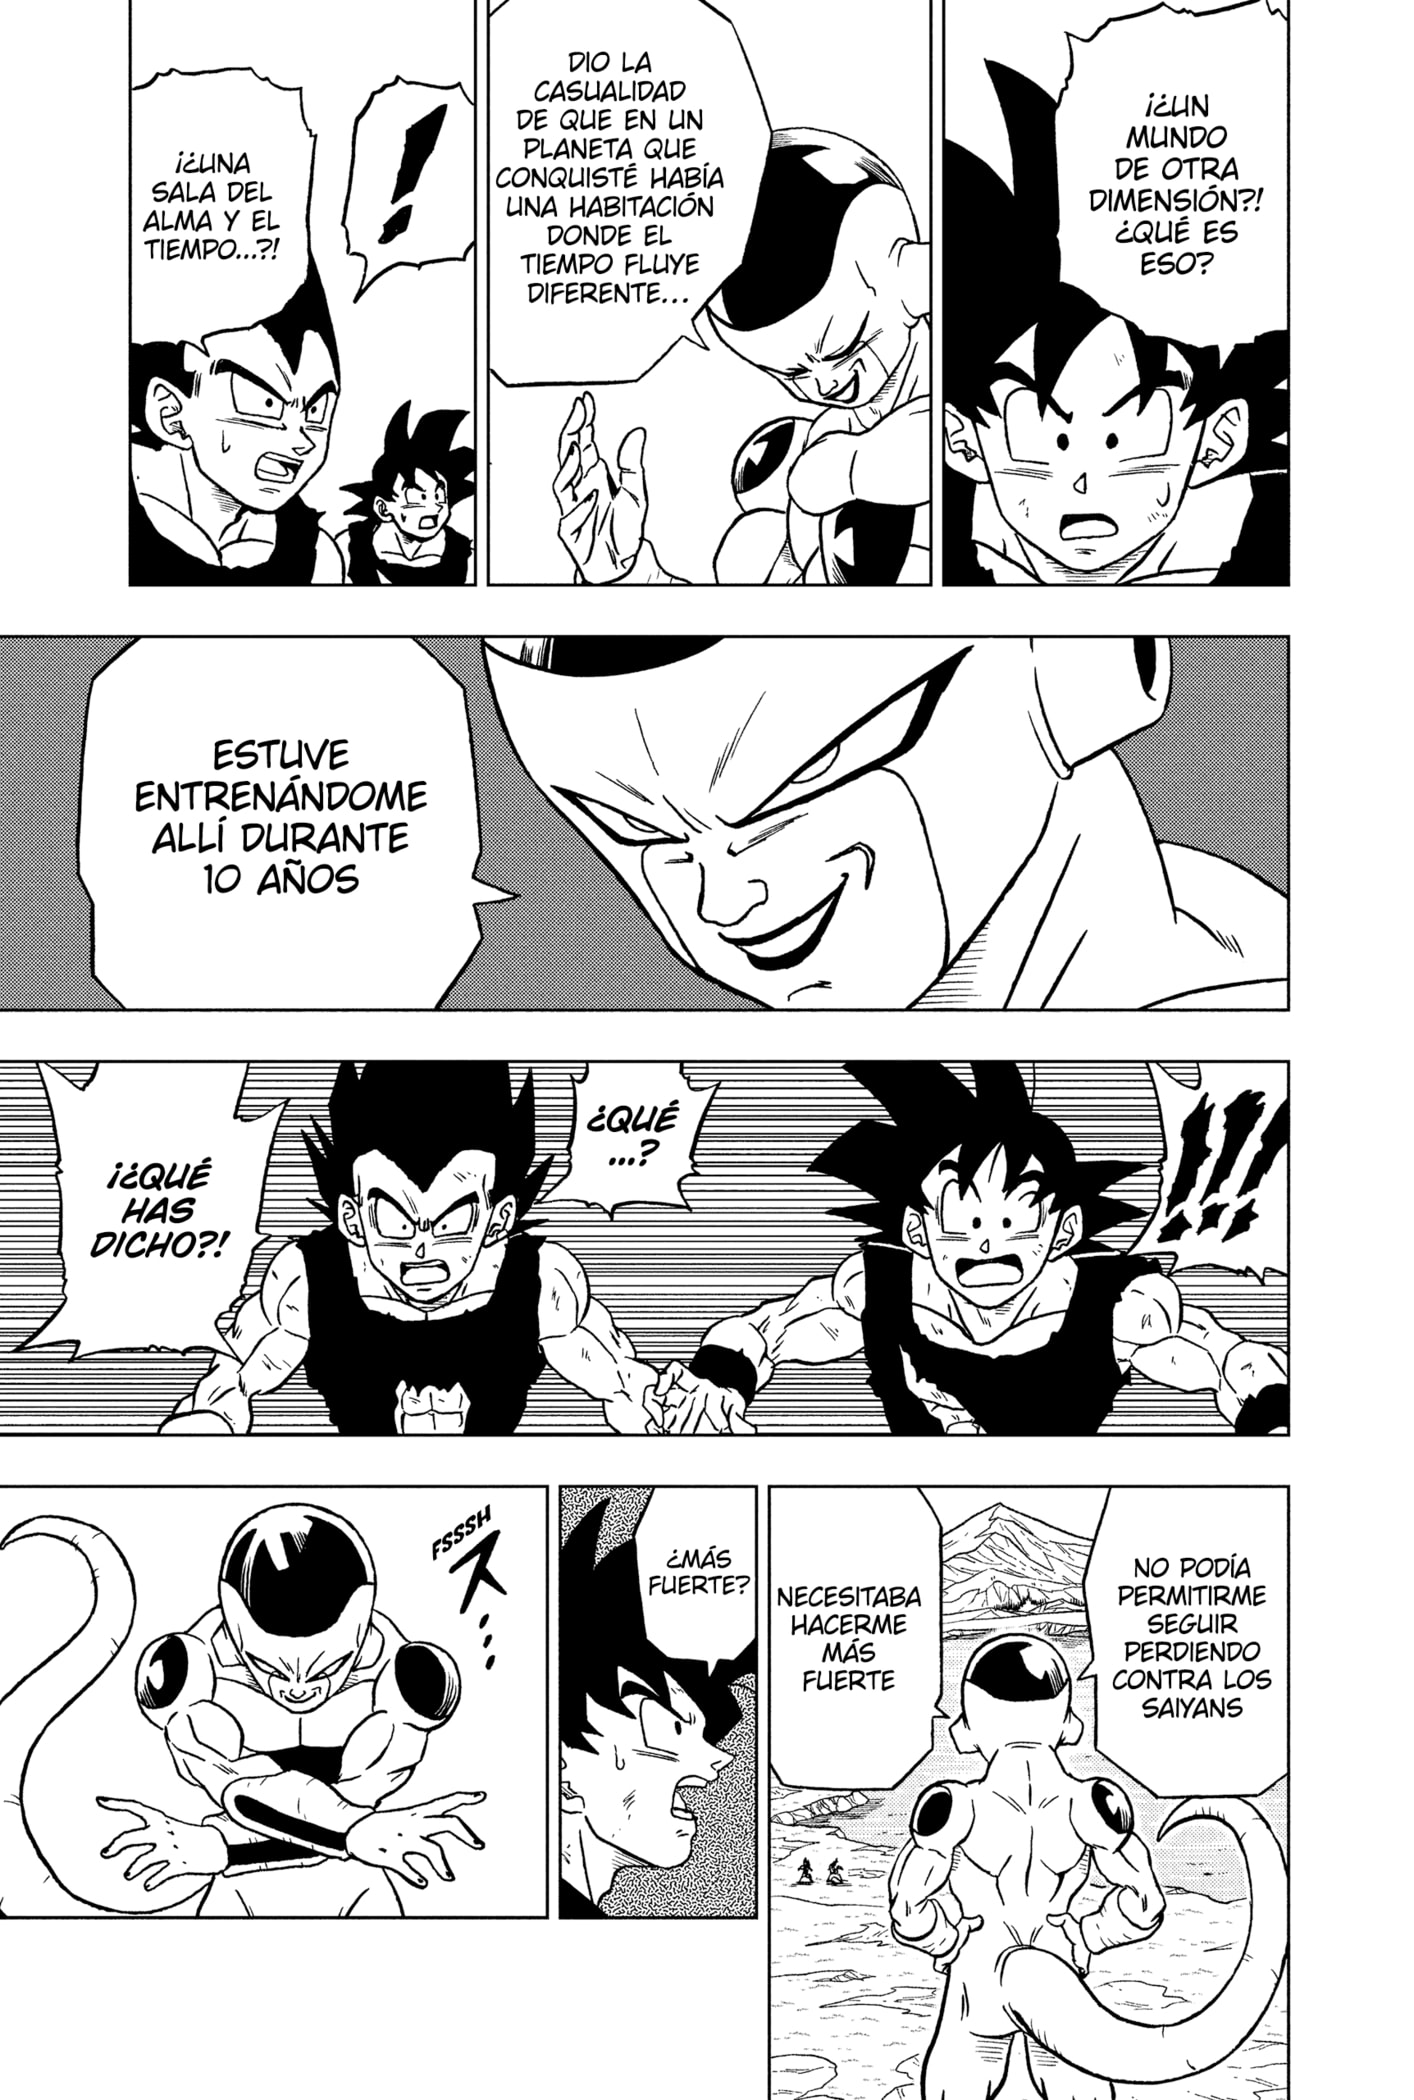 ¡¿UN
MUNDO
DE OTRA
DIMENSIÓN?!
¿QUÉ ES
ESO?
DIO LA
CASUALIDAD
DE QUE EN UN
PLANETA QUE
CONQUISTÉ HABÍA
UNA HABITACIÓN
DONDE EL
TIEMPO FLUYE
DIFERENTE...
!
¡¿UNA
SALA DEL
ALMA Y EL
TIEMPO...?!
ESTUVE
ENTRENÁNDOME
ALLÍ DURANTE
10 AÑOS
!!!
¿QUÉ
...?
¡¿QUÉ
HAS
DICHO?!
NO PODÍA
PERMITIRME
SEGUIR
PERDIENDO
CONTRA LOS
SAIYANS
NECESITABA
HACERME
MÁS
FUERTE
¿MÁS
FUERTE?
FSSSH
ス...